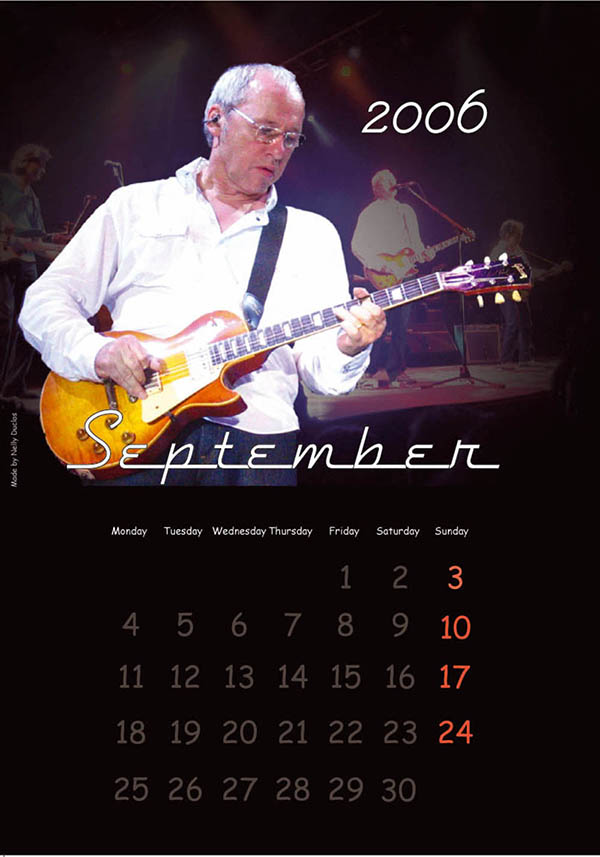 2006
Made by Nelly Duclos
September
Monday Tuesday Wednesday Thursday Friday Saturday Sunday
1 2 3
4 5 6 7 8 9 10
11 12 13 14 15 16 17
18 19 20 21 22 23 24
25 26 27 28 29 30